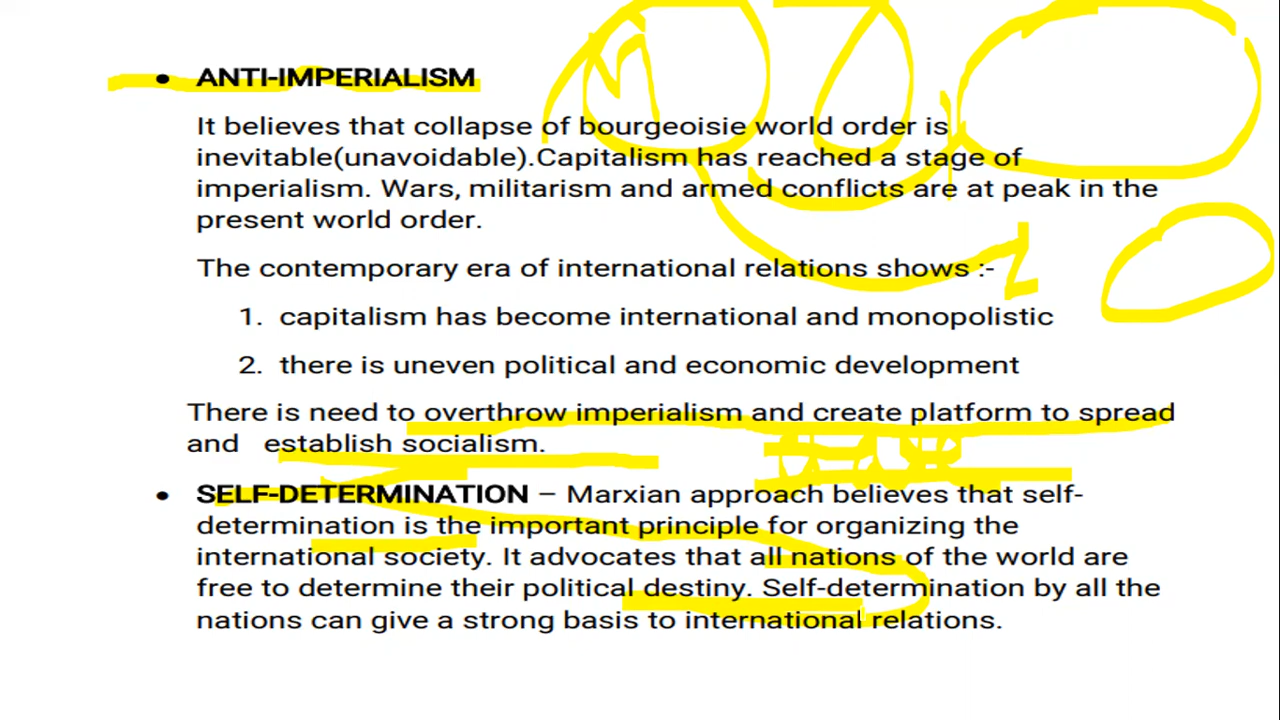 • ANTI-IMPERIALISM
It believes that collapse of bourgeoisie world order is
inevitable(unavoidable).Capitalism has reached a stage of
imperialism. Wars, militarism and armed conflicts are at peak in the
present world order.
The contemporary era of international relations shows :-
1. capitalism has become international and monopolistic
2. there is uneven political and economic development
There is need to overthrow imperialism and create platform to spread
and establish socialism.
• SELF-DETERMINATION – Marxian approach believes that self-
determination is the important principle for organizing the
international society. It advocates that all nations of the world are
free to determine their political destiny. Self-determination by all the
nations can give a strong basis to international relations.